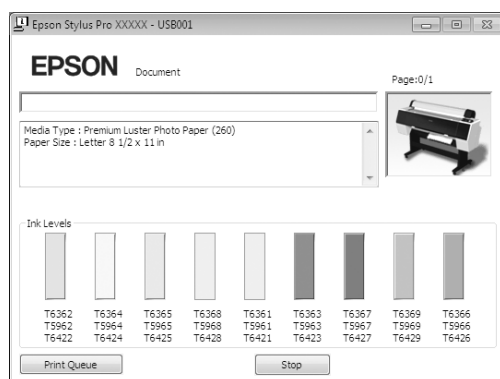 Epson Stylus Pro XXXXX - USB001
EPSON Document
Page:0/1
Media Type : Premium Luster Photo Paper (260)
Paper Size : Letter 8 1/2 x 11 in
Ink Levels
T6362 T6364 T6365 T6368 T6361 T6363 T6367 T6369 T6366
T5962 T5964 T5965 T5968 T5961 T5963 T5967 T5969 T5966
T6422 T6424 T6425 T6428 T6421 T6423 T6427 T6429 T6426
Print Queue Stop